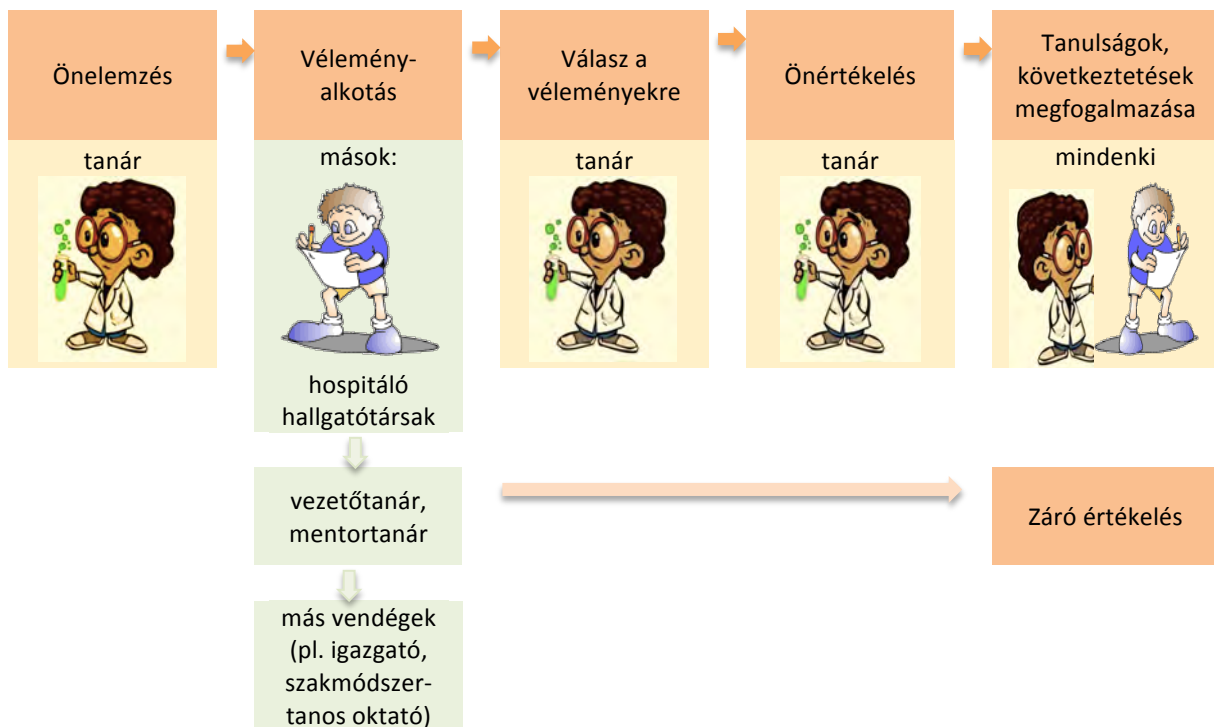 Önelemzés
Vélemény-
alkotás
Válasz a
véleményekre
Önértékelés
Tanulságok,
következtetések
megfogalmazása
tanár
mások:
tanár
tanár
mindenki
hospitáló
hallgatótársak
vezetőtanár,
mentortanár
Záró értékelés
más vendégek
(pl. igazgató,
szakmódszer-
tanos oktató)